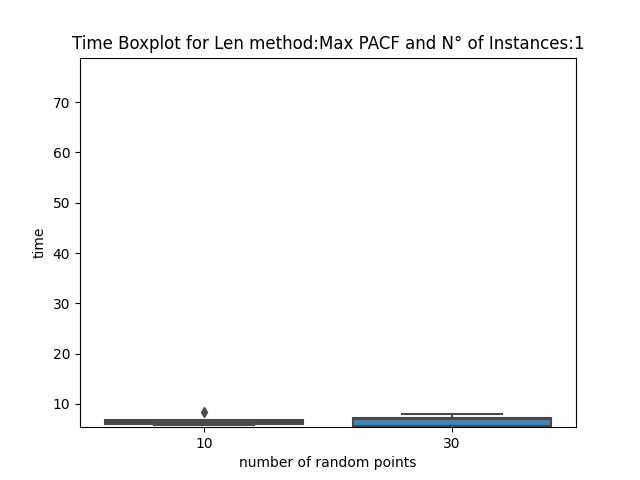 Time Boxplot for Len method:Max PACF and N° of Instances:1
70
60
50
40
30
20
10
time
10 30
number of random points